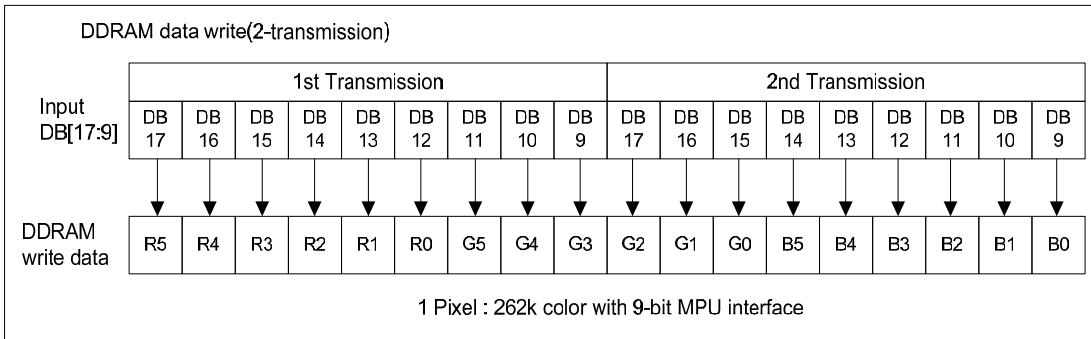 DDRAM data write(2-transmission)
1st Transmission 2nd Transmission
Input DB[17:9]
DB 17 DB 16 DB 15 DB 14 DB 13 DB 12 DB 11 DB 10 DB 9 DB 17 DB 16 DB 15 DB 14 DB 13 DB 12 DB 11 DB 10 DB 9
DDRAM write data
R5 R4 R3 R2 R1 R0 G5 G4 G3 G2 G1 G0 B5 B4 B3 B2 B1 B0
1 Pixel : 262k color with 9-bit MPU interface